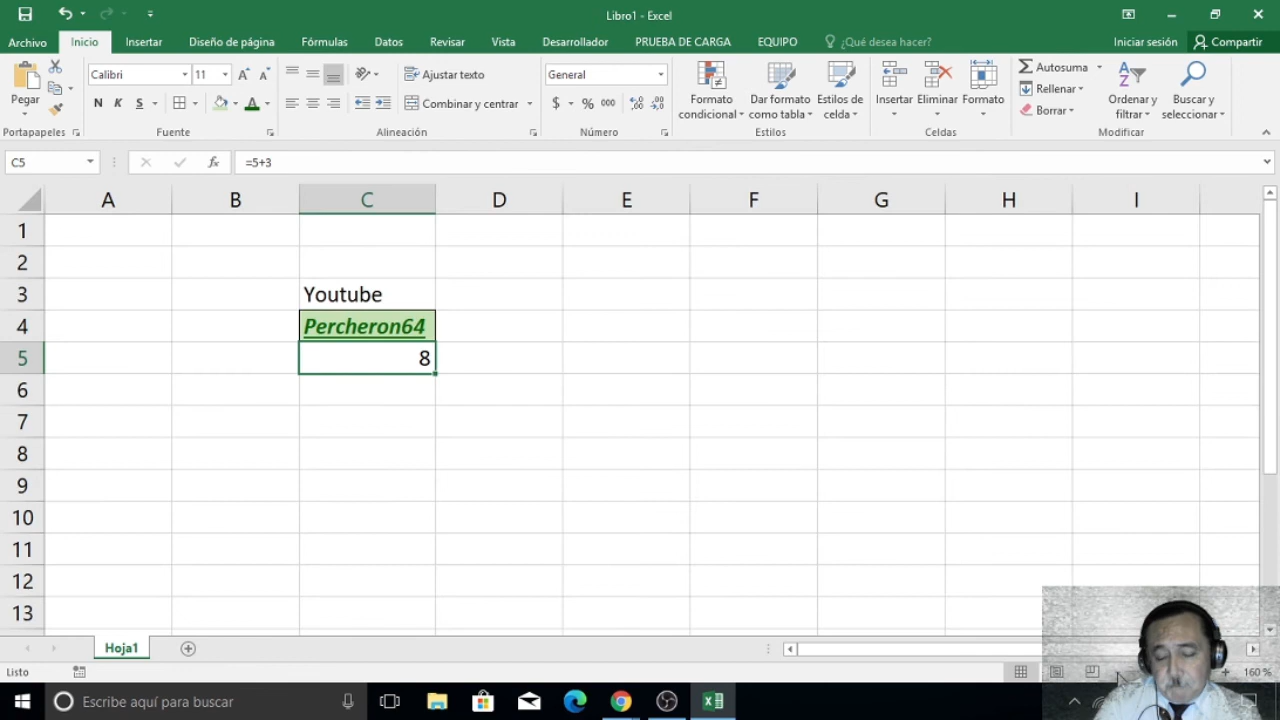 Libro1 - Excel
Archivo Inicio Insertar Diseño de página Fórmulas Datos Revisar Vista Desarrollador PRUEBA DE CARGA EQUIPO ¿Qué desea hacer? Iniciar sesión Compartir
Pegar
Calibri 11
N K S
Ajustar texto
Combinar y centrar
General
$ % 000
Formato condicional
Dar formato como tabla
Estilos de celda
Insertar Eliminar Formato
Autosuma
Rellenar
Borrar
Ordenar y filtrar
Buscar y seleccionar
Portapapeles Fuente Alineación Número Estilos Celdas Modificar
C5 fx =5+3
A B C D E F G H I
1
2
3 Youtube
4 Percheron64
5 8
6
7
8
9
10
11
12
13
Hoja1
Listo 160 %
Escribe aquí para buscar